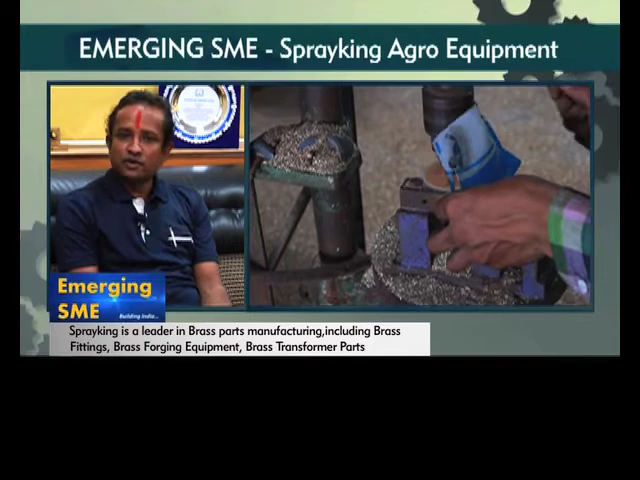 EMERGING SME - Sprayking Agro Equipment
Emerging
SME
Building India...
Sprayking is a leader in Brass parts manufacturing,including Brass
Fittings, Brass Forging Equipment, Brass Transformer Parts